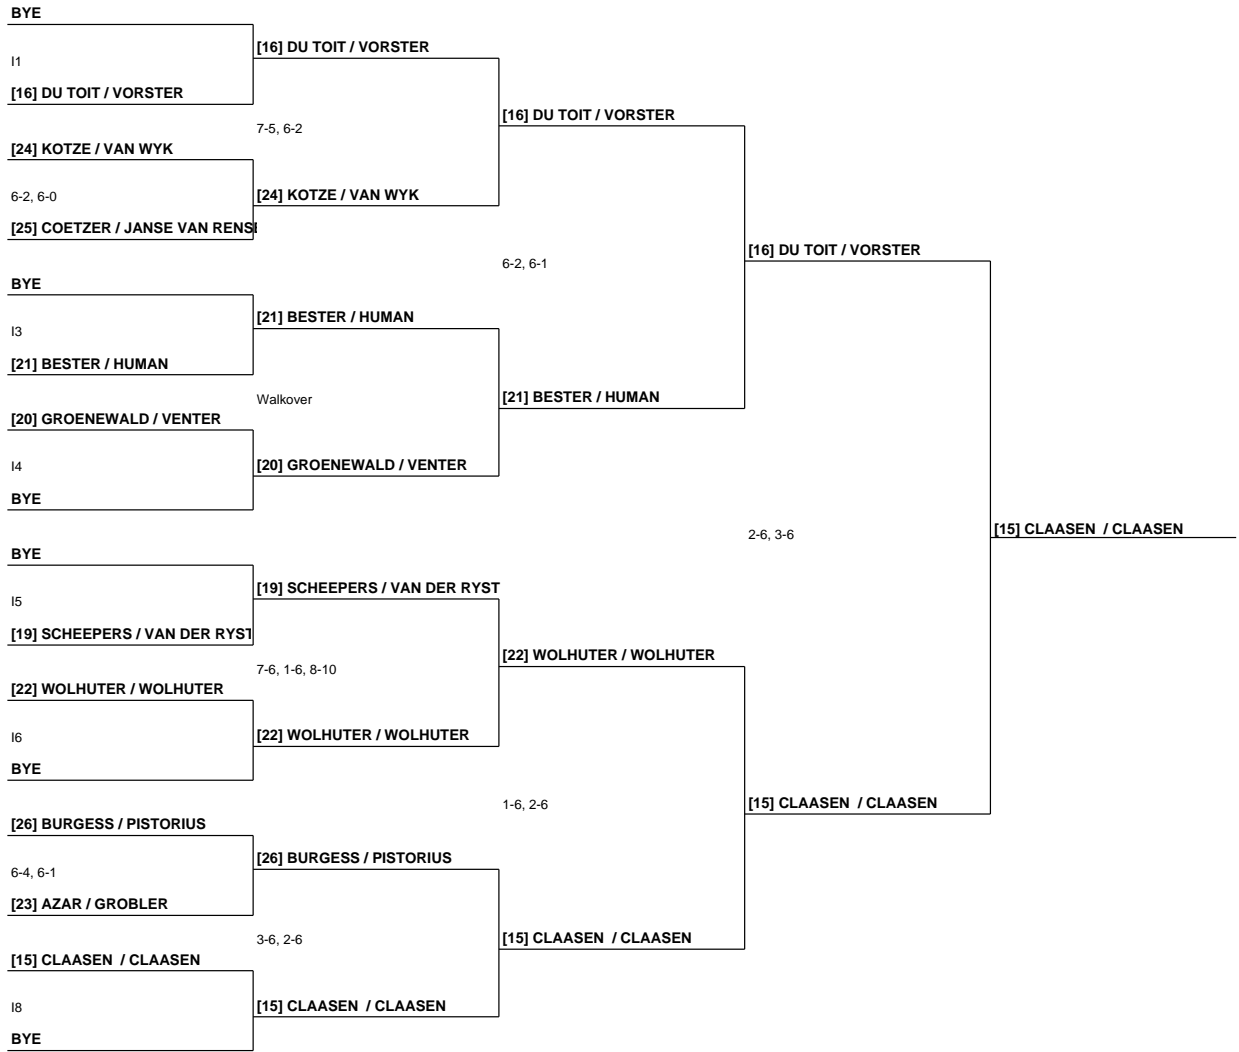 BYE
I1
[16] DU TOIT / VORSTER
[24] KOTZE / VAN WYK
6-2, 6-0
[25] COETZER / JANSE VAN RENS
BYE
I3
[21] BESTER / HUMAN
[20] GROENEWALD / VENTER
I4
BYE
BYE
I5
[19] SCHEEPERS / VAN DER RYST
[22] WOLHUTER / WOLHUTER
I6
BYE
[26] BURGESS / PISTORIUS
6-4, 6-1
[23] AZAR / GROBLER
[15] CLAASEN / CLAASEN
I8
BYE
[16] DU TOIT / VORSTER
7-5, 6-2
[24] KOTZE / VAN WYK
[21] BESTER / HUMAN
Walkover
[20] GROENEWALD / VENTER
[19] SCHEEPERS / VAN DER RYST
7-6, 1-6, 8-10
[22] WOLHUTER / WOLHUTER
[26] BURGESS / PISTORIUS
3-6, 2-6
[15] CLAASEN / CLAASEN
[16] DU TOIT / VORSTER
6-2, 6-1
[21] BESTER / HUMAN
[22] WOLHUTER / WOLHUTER
1-6, 2-6
[15] CLAASEN / CLAASEN
[16] DU TOIT / VORSTER
2-6, 3-6
[15] CLAASEN / CLAASEN
[15] CLAASEN / CLAASEN